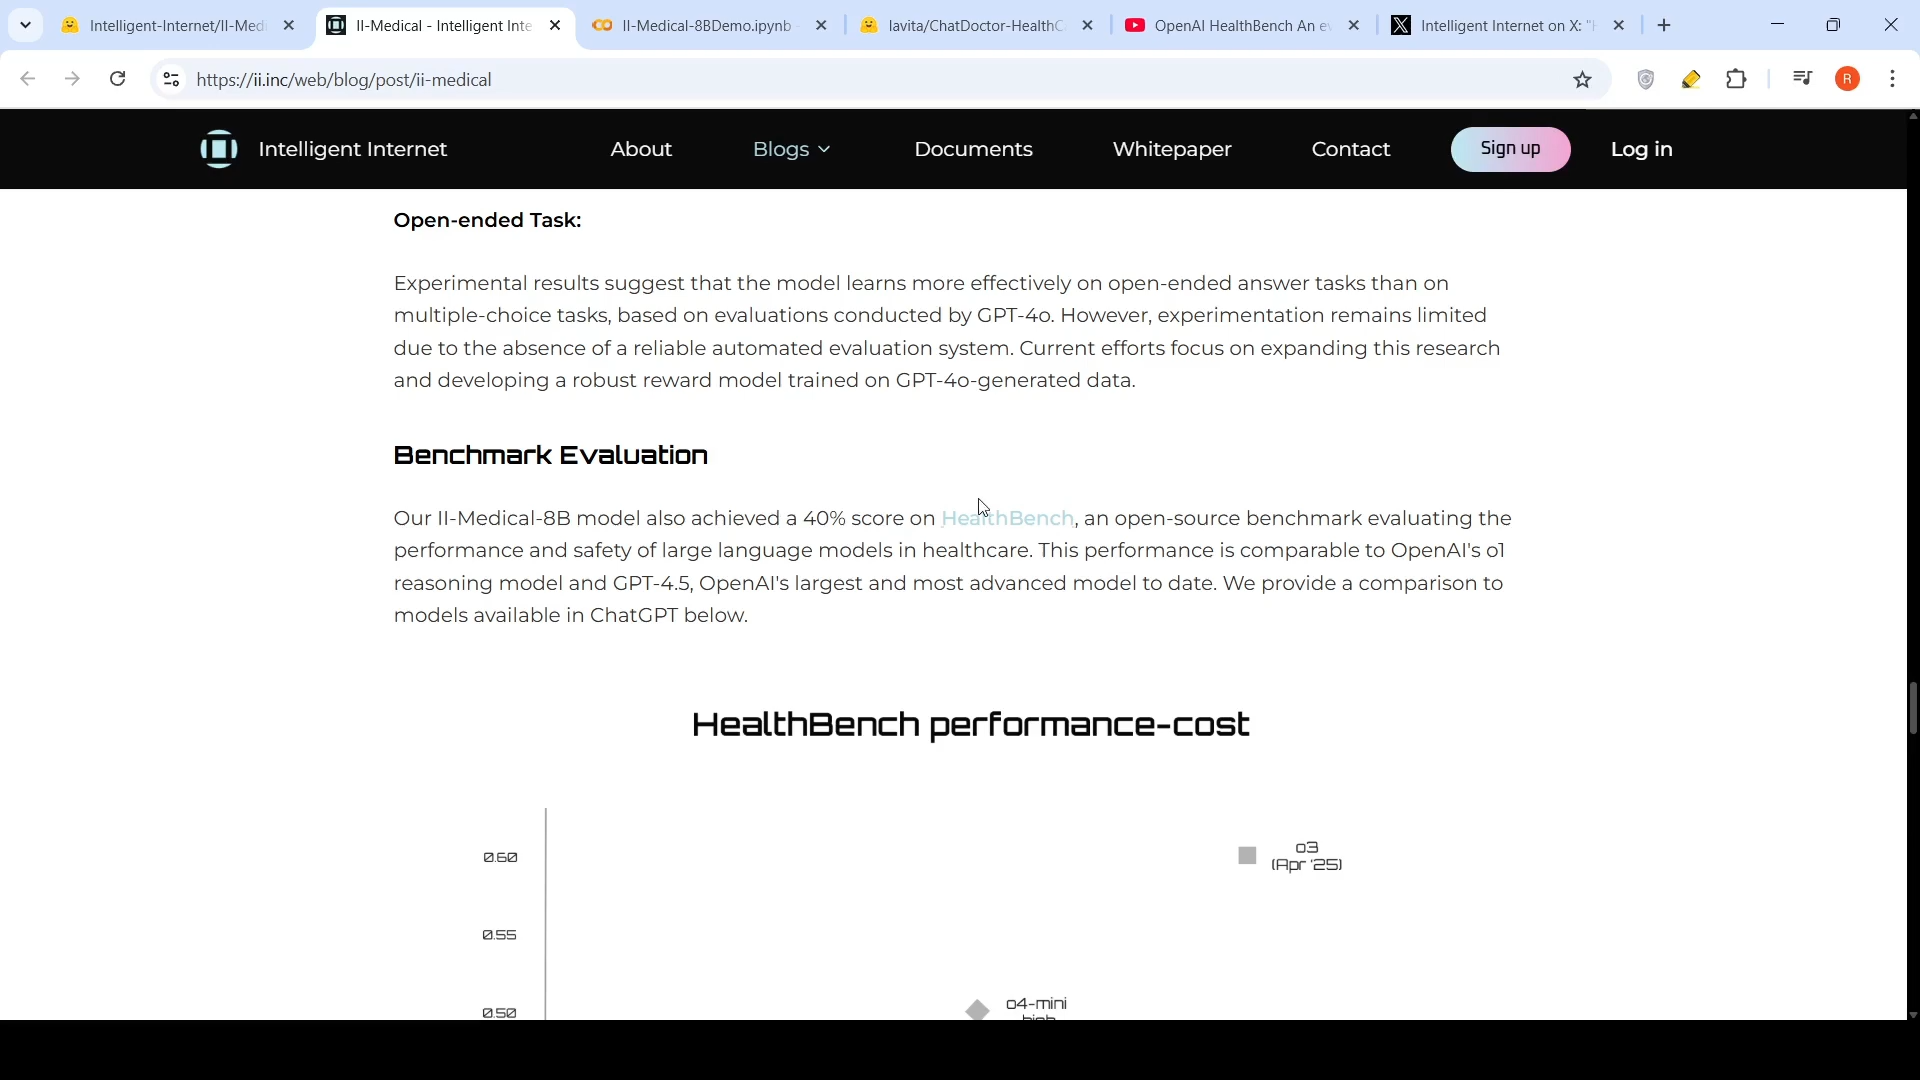 Intelligent-Internet/II-Medi
II-Medical - Intelligent Inte
II-Medical-8BDemo.ipynb
lavita/ChatDoctor-HealthC
OpenAI HealthBench An e
Intelligent Internet on X: "
https://ii.inc/web/blog/post/ii-medical
R
Intelligent Internet
About
Blogs
Documents
Whitepaper
Contact
Sign up
Log in
Open-ended Task:
Experimental results suggest that the model learns more effectively on open-ended answer tasks than on
multiple-choice tasks, based on evaluations conducted by GPT-4o. However, experimentation remains limited
due to the absence of a reliable automated evaluation system. Current efforts focus on expanding this research
and developing a robust reward model trained on GPT-4o-generated data.
Benchmark Evaluation
Our II-Medical-8B model also achieved a 40% score on HealthBench, an open-source benchmark evaluating the
performance and safety of large language models in healthcare. This performance is comparable to OpenAI's o1
reasoning model and GPT-4.5, OpenAI's largest and most advanced model to date. We provide a comparison to
models available in ChatGPT below.
HealthBench performance-cost
0.60
o3
(Apr '25)
0.55
0.50
o4-mini
high